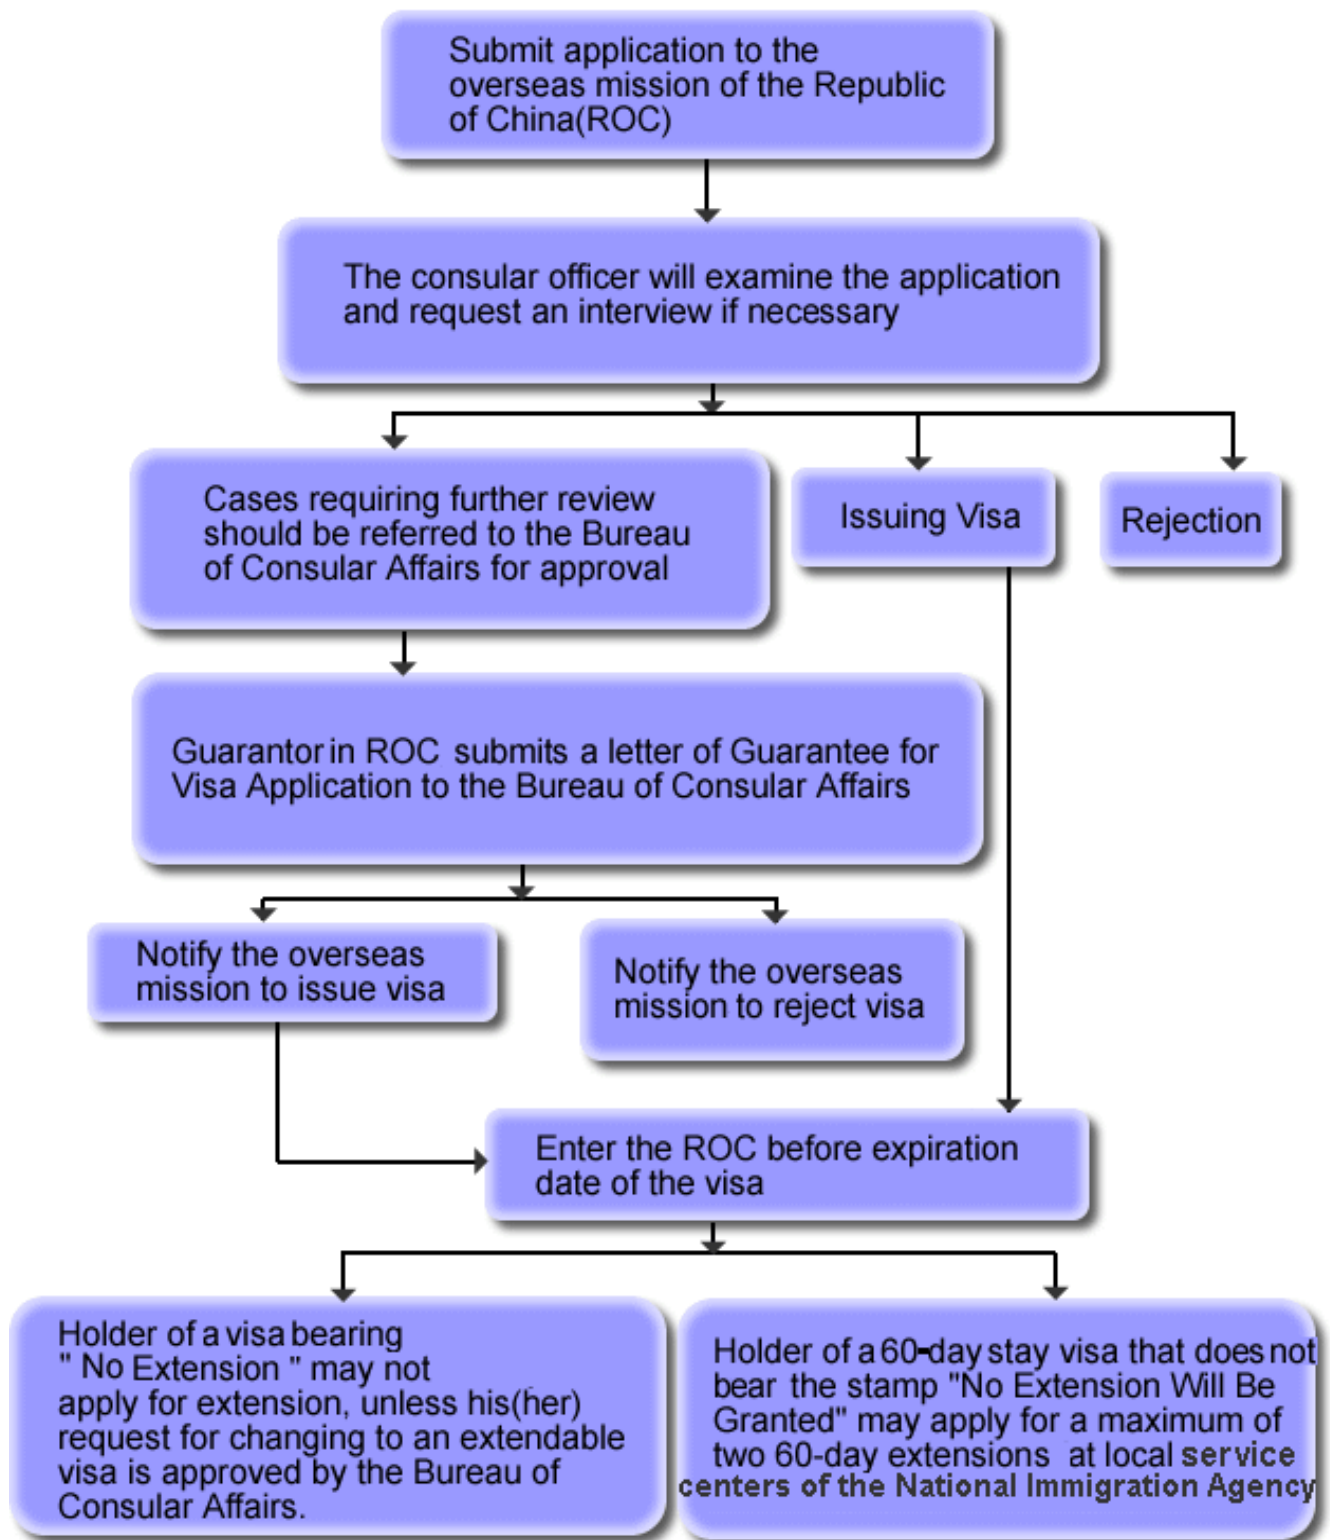 Submit application to the
overseas mission of the Republic
of China(ROC)
The consular officer will examine the application
and request an interview if necessary
Cases requiring further review
should be referred to the Bureau
of Consular Affairs for approval
Issuing Visa
Rejection
Guarantor in ROC submits a letter of Guarantee for
Visa Application to the Bureau of Consular Affairs
Notify the overseas
mission to issue visa
Notify the overseas
mission to reject visa
Enter the ROC before expiration
date of the visa
Holder of a visa bearing
" No Extension " may not
apply for extension, unless his(her)
request for changing to an extendable
visa is approved by the Bureau of
Consular Affairs.
Holder of a 60-day stay visa that does not
bear the stamp "No Extension Will Be
Granted" may apply for a maximum of
two 60-day extensions at local service
centers of the National Immigration Agency